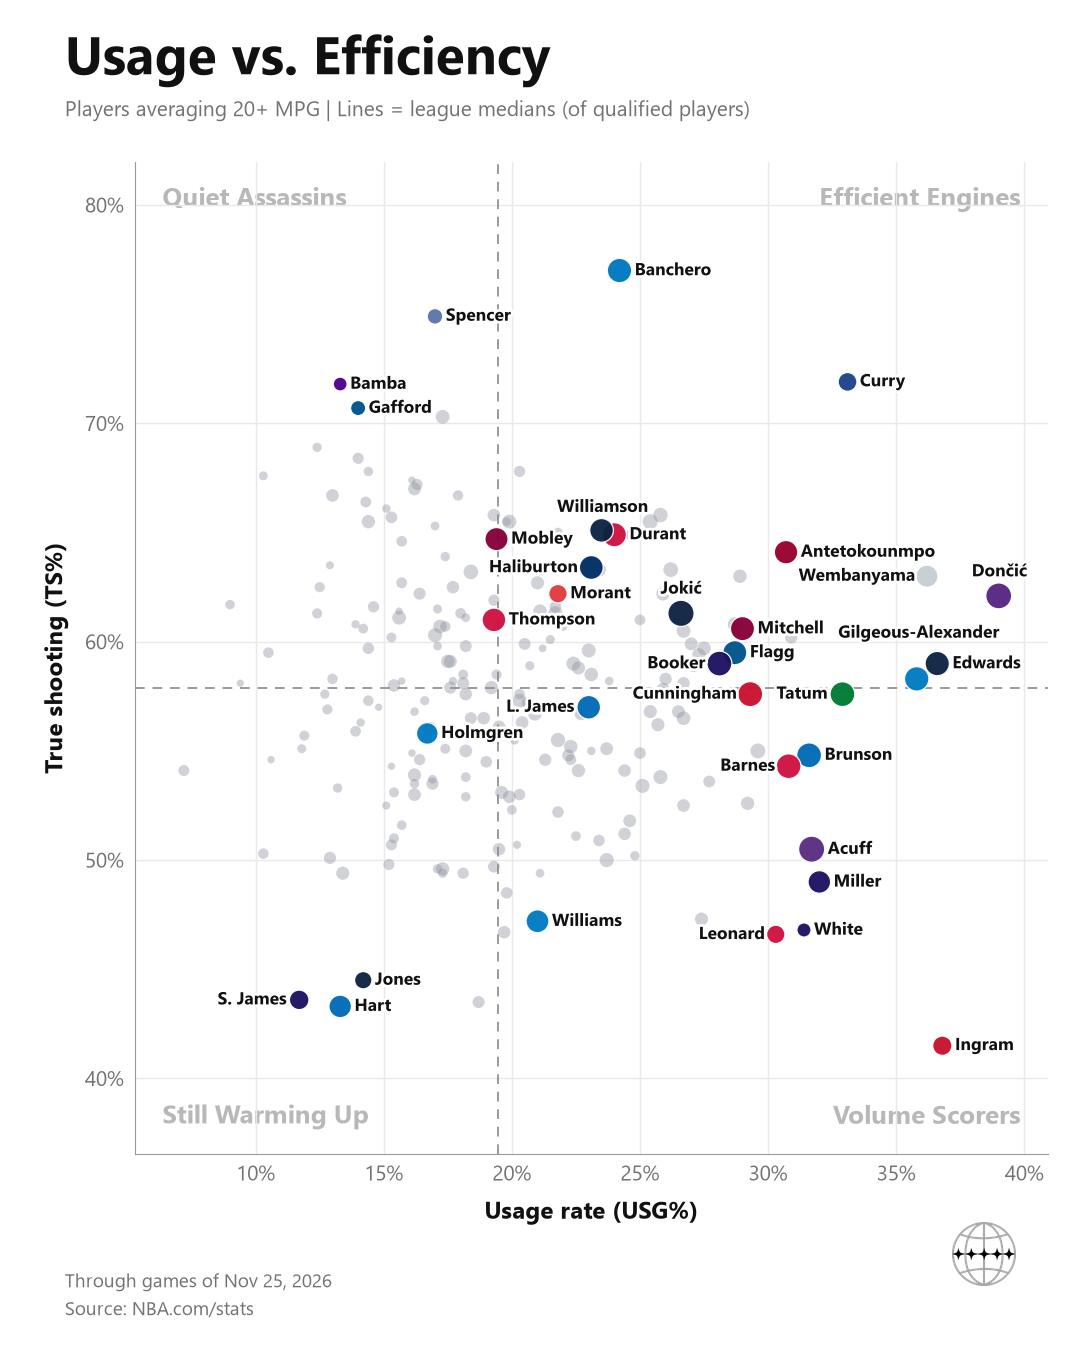 Usage vs. Efficiency
Players averaging 20+ MPG | Lines = league medians (of qualified players)
Quiet Assassins
Efficient Engines
80%
Banchero
Spencer
Curry
Bamba
Gafford
70%
Williamson
Durant
Mobley
Antetokounmpo
Haliburton
Wembanyama
Dončić
Jokić
Morant
Thompson
Mitchell
Gilgeous-Alexander
60%
Flagg
Booker
Edwards
Cunningham
Tatum
L. James
Holmgren
Brunson
Barnes
True shooting (TS%)
50%
Acuff
Miller
Williams
White
Leonard
Jones
S. James
Hart
Ingram
40%
Still Warming Up
Volume Scorers
10%
15%
20%
25%
30%
35%
40%
Usage rate (USG%)
Through games of Nov 25, 2026
Source: NBA.com/stats